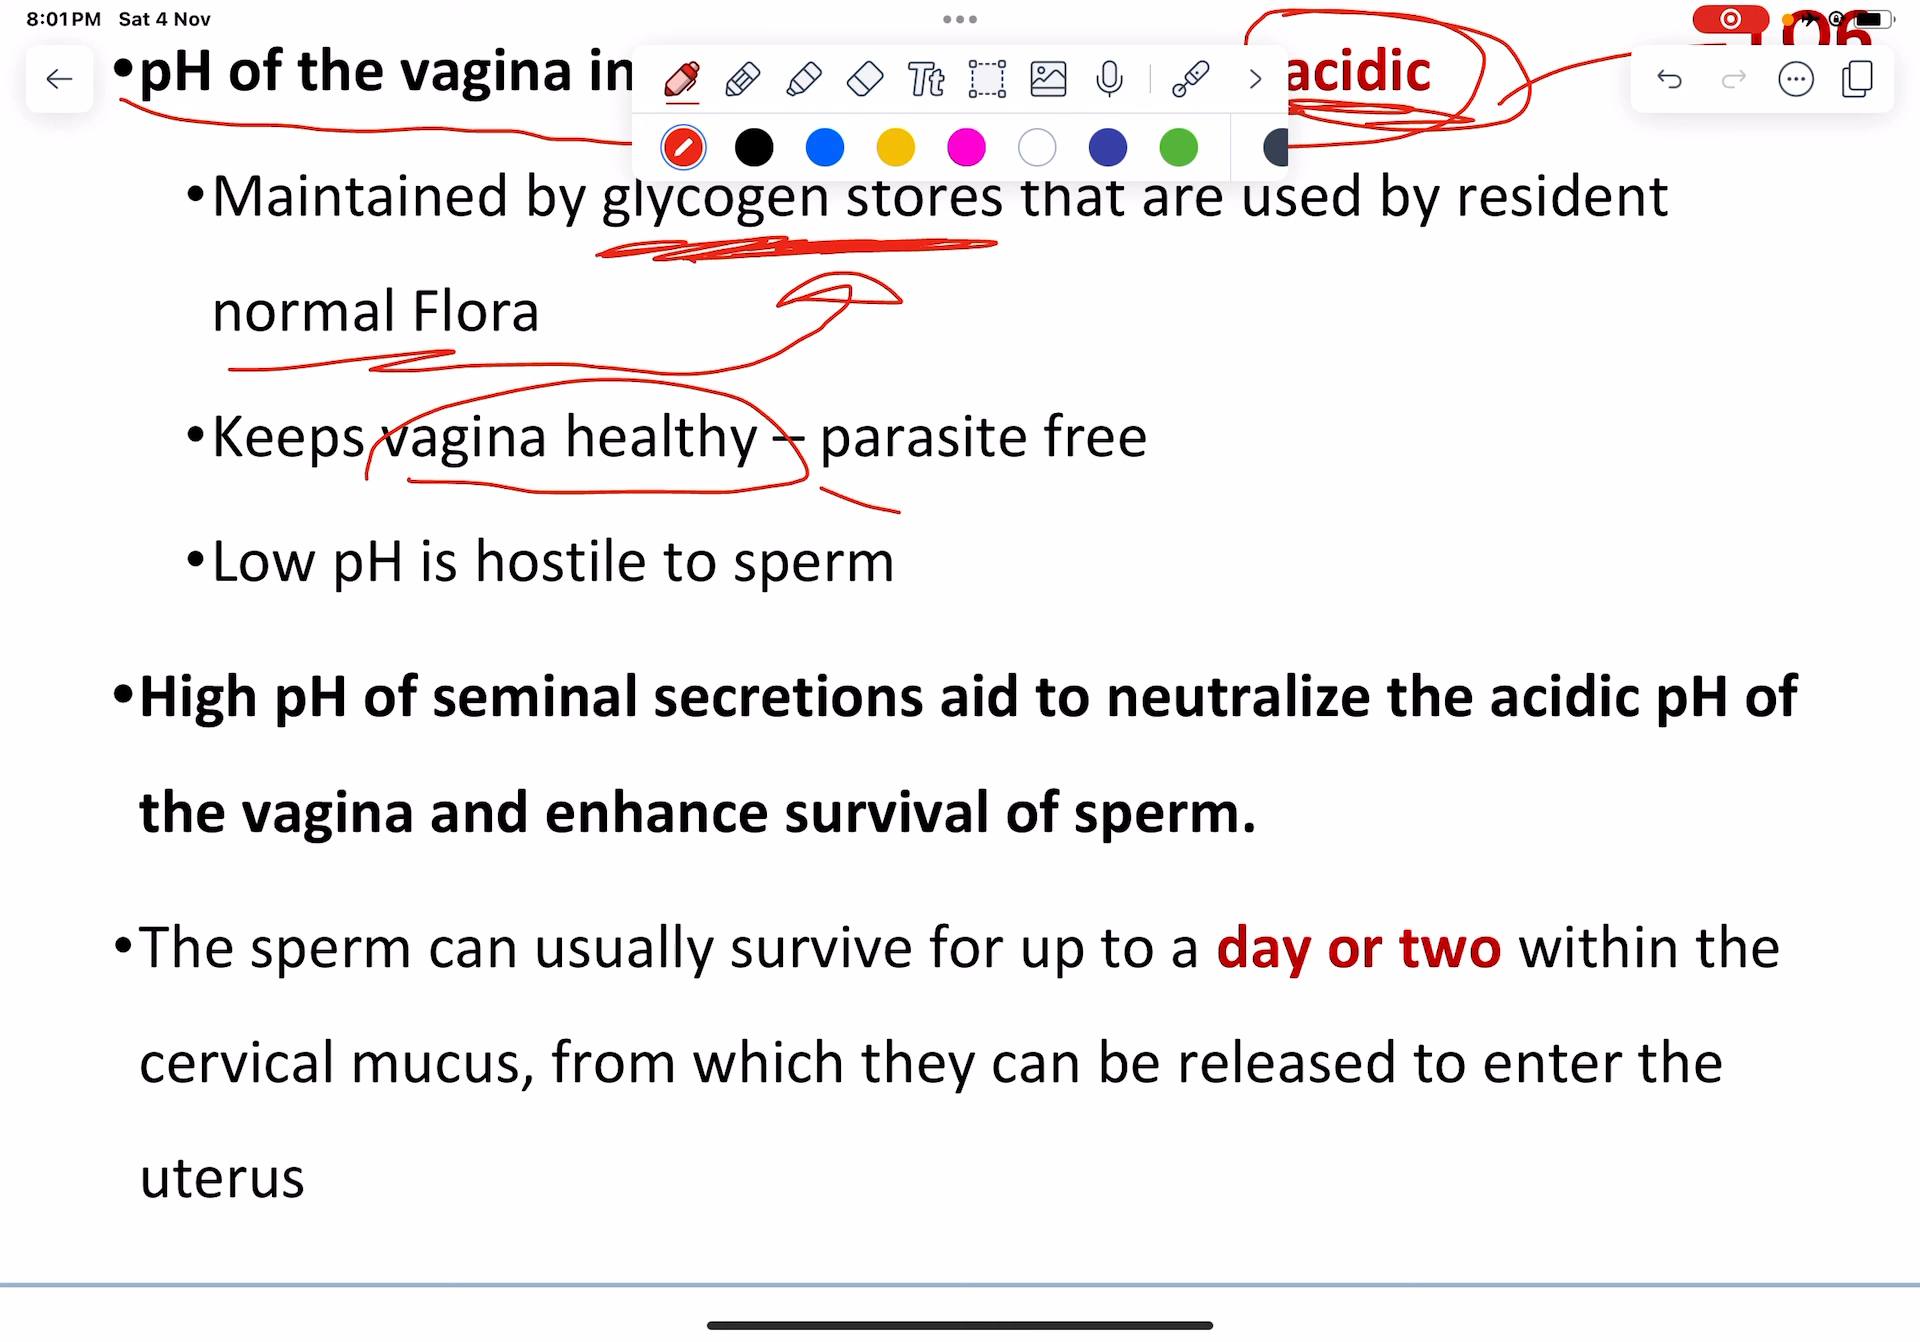 8:01 PM Sat 4 Nov
•pH of the vagina in acidic
Tt
•Maintained by glycogen stores that are used by resident
normal Flora
•Keeps vagina healthy – parasite free
•Low pH is hostile to sperm
•High pH of seminal secretions aid to neutralize the acidic pH of
the vagina and enhance survival of sperm.
•The sperm can usually survive for up to a day or two within the
cervical mucus, from which they can be released to enter the
uterus